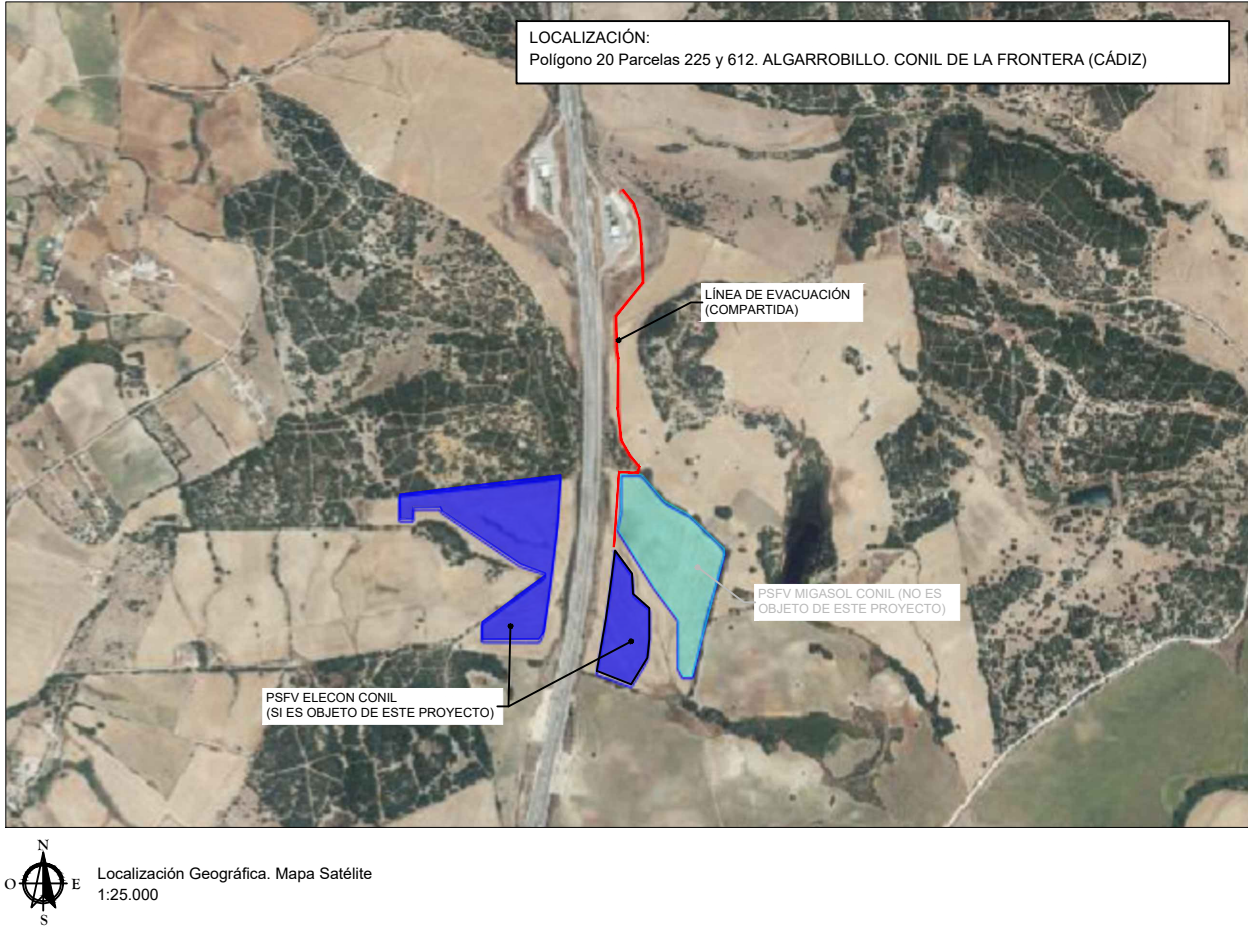 LOCALIZACIÓN:
Polígono 20 Parcelas 225 y 612. ALGARROBILLO. CONIL DE LA FRONTERA (CÁDIZ)
LÍNEA DE EVACUACIÓN
(COMPARTIDA)
PSFV MIGASOL CONIL (NO ES
OBJETO DE ESTE PROYECTO)
PSFV ELECON CONIL
(SI ES OBJETO DE ESTE PROYECTO)
N
O
E
S
Localización Geográfica. Mapa Satélite
1:25.000